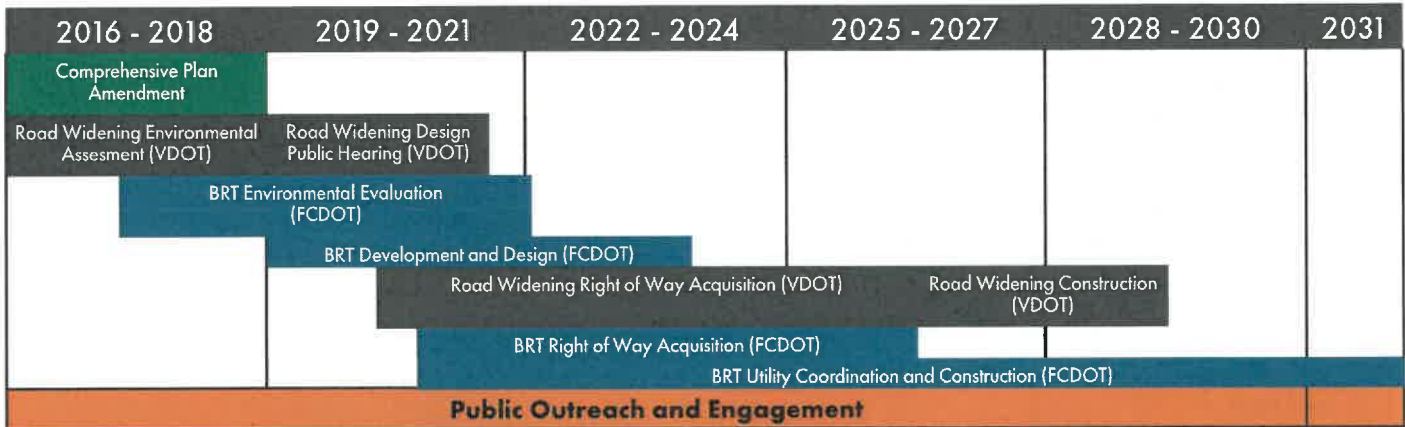 2016 - 2018
2019 - 2021
2022 - 2024
2025 - 2027
2028 - 2030
2031
Comprehensive Plan
Amendment
Road Widening Environmental
Assesment (VDOT)
Road Widening Design
Public Hearing (VDOT)
BRT Environmental Evaluation
(FCDOT)
BRT Development and Design (FCDOT)
Road Widening Right of Way Acquisition (VDOT)
Road Widening Construction
(VDOT)
BRT Right of Way Acquisition (FCDOT)
BRT Utility Coordination and Construction (FCDOT)
Public Outreach and Engagement